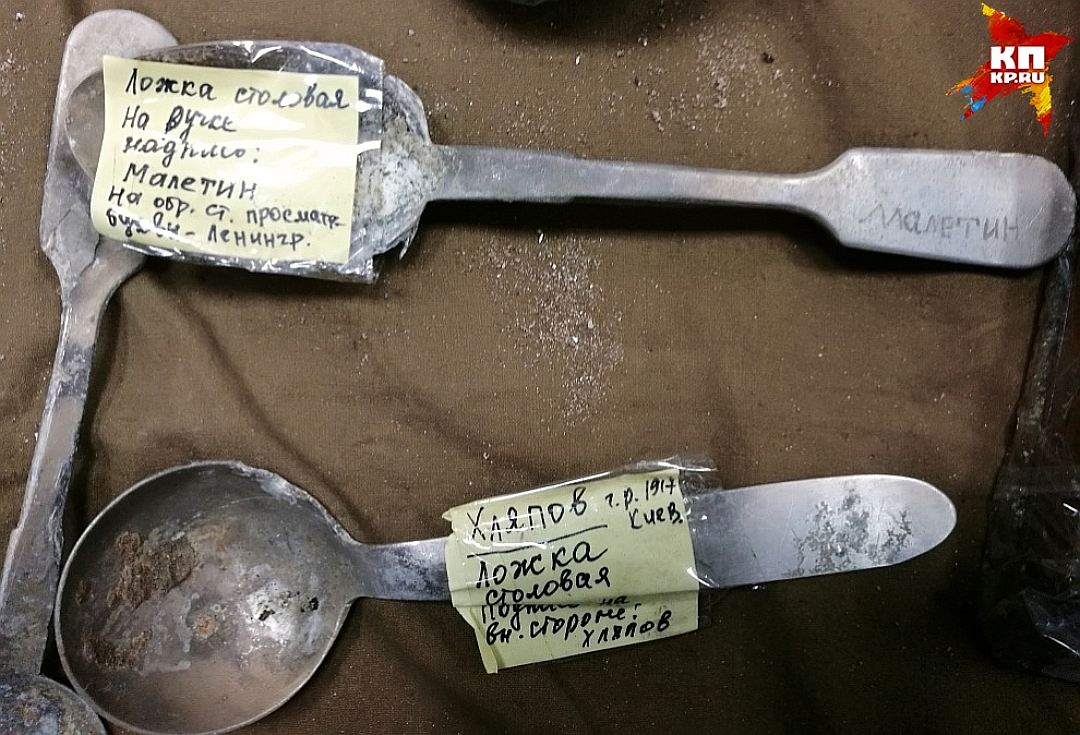 Ложка столовая
На ручке
надпись:
Малетин
На обр. ст. просматр.
Ленингр.
Малетин
Хляпов г.р. 1917
Киев.
Ложка
столовая
на
вн. стороне:
Хляпов
КП
KP.RU